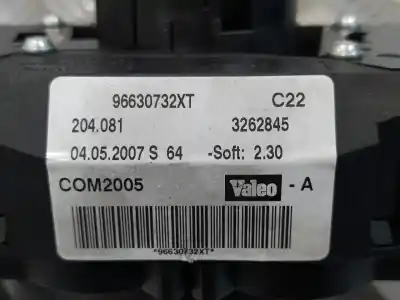 96630732XT C22
204.081 3262845
04.05.2007 S 64 -Soft: 2.30
COM2005 Valeo - A
*96630732XT*